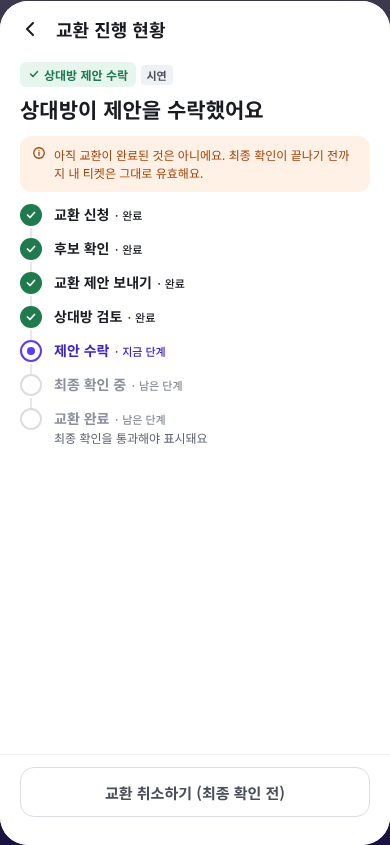 교환 진행 현황
상대방 제안 수락 시연
상대방이 제안을 수락했어요
아직 교환이 완료된 것은 아니에요. 최종 확인이 끝나기 전까
지 내 티켓은 그대로 유효해요.
교환 신청 · 완료
후보 확인 · 완료
교환 제안 보내기 · 완료
상대방 검토 · 완료
제안 수락 · 지금 단계
최종 확인 중 · 남은 단계
교환 완료 · 남은 단계
최종 확인을 통과해야 표시돼요
교환 취소하기 (최종 확인 전)